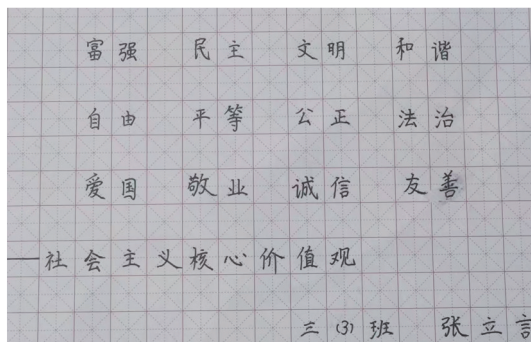 富强 民主 文明 和谐
自由 平等 公正 法治
爱国 敬业 诚信 友善
——社会主义核心价值观
三(3)班 张立言